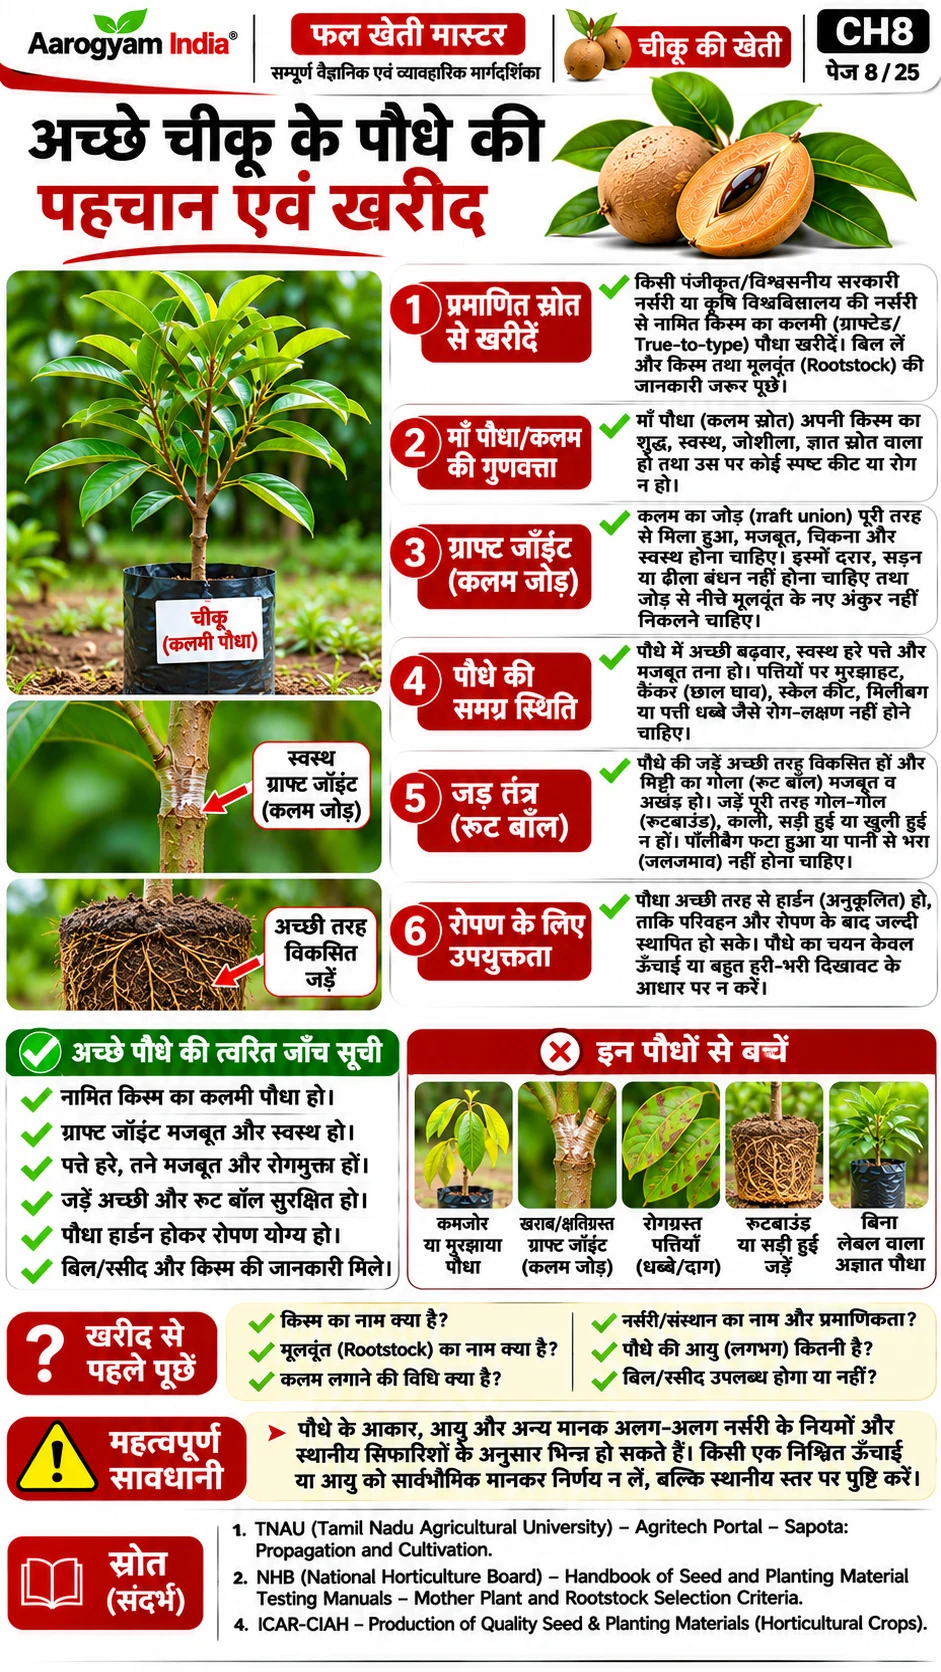 Aarogyam India®
फल खेती मास्टर
सम्पूर्ण वैज्ञानिक एवं व्यावहारिक मार्गदर्शिका
चीकू की खेती
CH8
पेज 8 / 25
अच्छे चीकू के पौधे की
पहचान एवं खरीद
चीकू
(कलमी पौधा)
स्वस्थ
ग्राफ्ट जॉइंट
(कलम जोड़)
अच्छी तरह
विकसित
जड़ें
1 प्रमाणित स्रोत
से खरीदें
किसी पंजीकृत/विश्वसनीय सरकारी
नर्सरी या कृषि विश्वबिसालय की नर्सरी
से नामित किस्म का कलमी (ग्राफ्टेड/
True-to-type) पौधा खरीदें। बिल लें
और किस्म तथा मूलवृंत (Rootstock) की
जानकारी जरूर पूछें।
2 माँ पौधा/कलम
की गुणवत्ता
माँ पौधा (कलम स्रोत) अपनी किस्म का
शुद्ध, स्वस्थ, जोशीला, ज्ञात स्रोत वाला
हो तथा उस पर कोई स्पष्ट कीट या रोग
न हो।
3 ग्राफ्ट जॉइंट
(कलम जोड़)
कलम का जोड़ (raft union) पूरी तरह
से मिला हुआ, मजबूत, चिकना और
स्वस्थ होना चाहिए। इस्मों दरार, सड़न
या ढीला बंधन नहीं होना चाहिए तथा
जोड़ से नीचे मूलवृंत के नए अंकुर नहीं
निकलने चाहिए।
4 पौधे की
समग्र स्थिति
पौधे में अच्छी बढ़वार, स्वस्थ हरे पत्ते और
मजबूत तना हो। पत्तियों पर मुरझाहट,
कैंकर (छाल घाव), स्केल कीट, मिलीबग
या पत्ती धब्बे जैसे रोग-लक्षण नहीं होने
चाहिए।
5 जड़ तंत्र
(रूट बॉल)
पौधे की जड़ें अच्छी तरह विकसित हों और
मिट्टी का गोला (रूट बॉल) मजबूत व
अखंड हो। जड़ें पूरी तरह गोल-गोल
(रूटबाउंड), काली, सड़ी हुई या खुली हुई
न हों। पॉलीबैग फटा हुआ या पानी से भरा
(जलजमाव) नहीं होना चाहिए।
6 रोपण के लिए
उपयुक्तता
पौधा अच्छी तरह से हार्डन (अनुकूलित) हो,
ताकि परिवहन और रोपण के बाद जल्दी
स्थापित हो सके। पौधे का चयन केवल
ऊँचाई या बहुत हरी-भरी दिखावट के
आधार पर न करें।
अच्छे पौधे की त्वरित जाँच सूची
नामित किस्म का कलमी पौधा हो।
ग्राफ्ट जॉइंट मजबूत और स्वस्थ हो।
पत्ते हरे, तने मजबूत और रोगमुक्ता हों।
जड़ें अच्छी और रूट बॉल सुरक्षित हो।
पौधा हार्डन होकर रोपण योग्य हो।
बिल/रसीद और किस्म की जानकारी मिले।
इन पौधों से बचें
कमजोर
या मुरझाया
पौधा
खराब/क्षतिग्रस्त
ग्राफ्ट जॉइंट
(कलम जोड़)
रोगग्रस्त
पत्तियाँ
(धब्बे/दाग)
रूटबाउंड
या सड़ी हुई
जड़ें
बिना
लेबल वाला
अज्ञात पौधा
? खरीद से
पहले पूछें
किस्म का नाम क्या है?
मूलवृंत (Rootstock) का नाम क्या है?
कलम लगाने की विधि क्या है?
नर्सरी/संस्थान का नाम और प्रमाणिकता?
पौधे की आयु (लगभग) कितनी है?
बिल/रसीद उपलब्ध होगा या नहीं?
महत्वपूर्ण
सावधानी
पौधे के आकार, आयु और अन्य मानक अलग-अलग नर्सरी के नियमों और
स्थानीय सिफारिशों के अनुसार भिन्न हो सकते हैं। किसी एक निश्चित ऊँचाई
या आयु को सार्वभौमिक मानकर निर्णय न लें, बल्कि स्थानीय स्तर पर पुष्टि करें।
स्रोत
(संदर्भ)
1. TNAU (Tamil Nadu Agricultural University) – Agritech Portal – Sapota:
Propagation and Cultivation.
2. NHB (National Horticulture Board) – Handbook of Seed and Planting Material
Testing Manuals – Mother Plant and Rootstock Selection Criteria.
4. ICAR-CIAH – Production of Quality Seed & Planting Materials (Horticultural Crops).